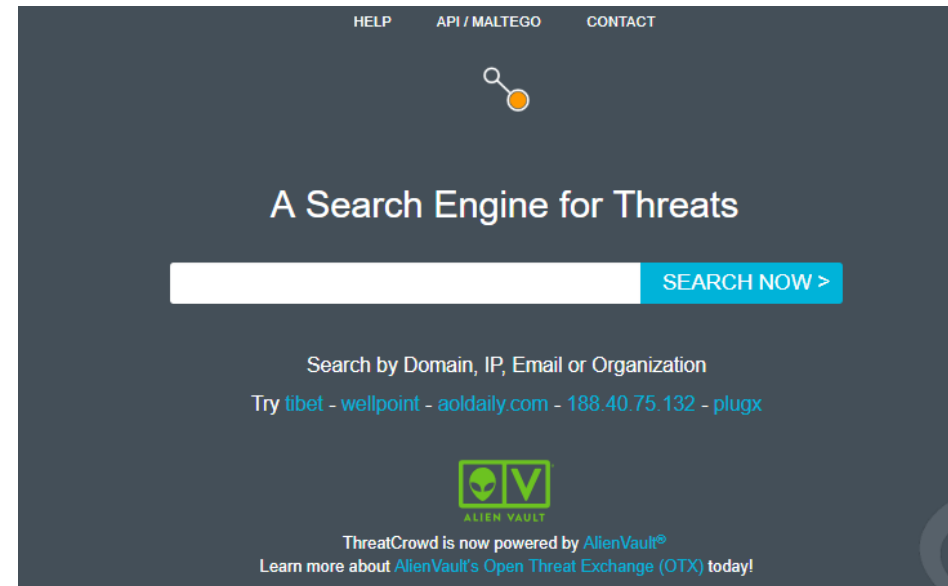 HELP API / MALTEGO CONTACT
A Search Engine for Threats
SEARCH NOW >
Search by Domain, IP, Email or Organization
Try tibet - wellpoint - aoldaily.com - 188.40.75.132 - plugx
ALIEN VAULT
ThreatCrowd is now powered by AlienVault®
Learn more about AlienVault's Open Threat Exchange (OTX) today!